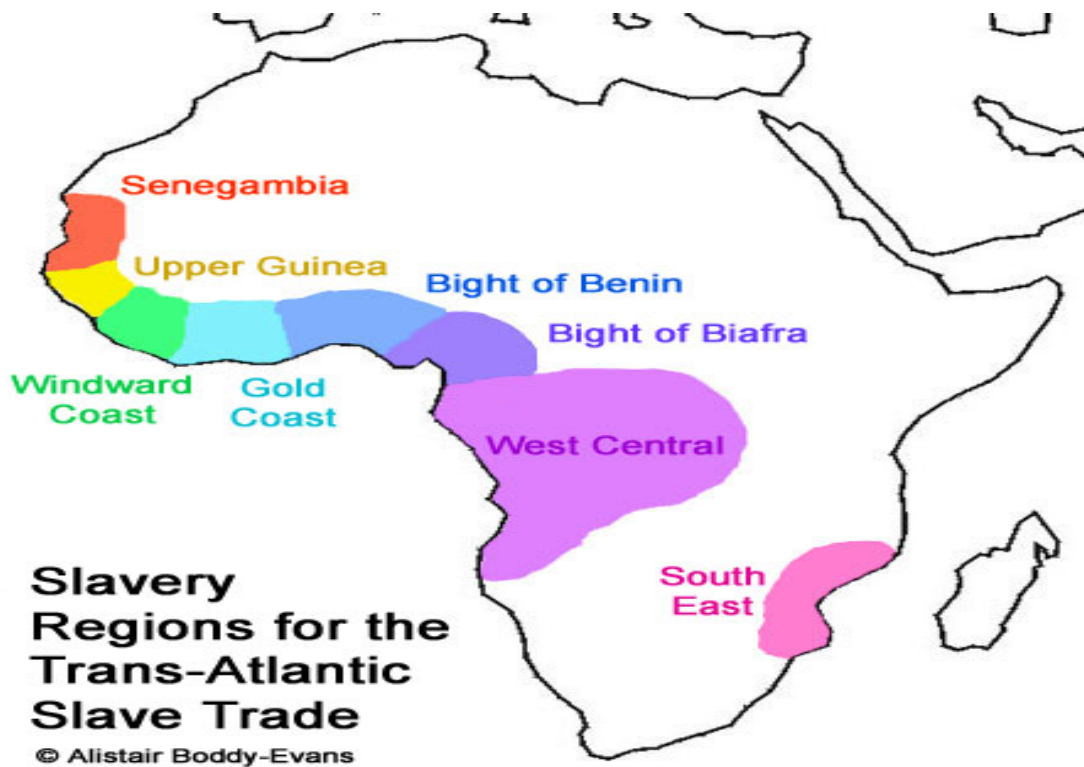 Senegambia
Upper Guinea
Bight of Benin
Bight of Biafra
Windward
Coast
Gold
Coast
West Central
South
East
Slavery
Regions for the
Trans-Atlantic
Slave Trade
© Alistair Boddy-Evans